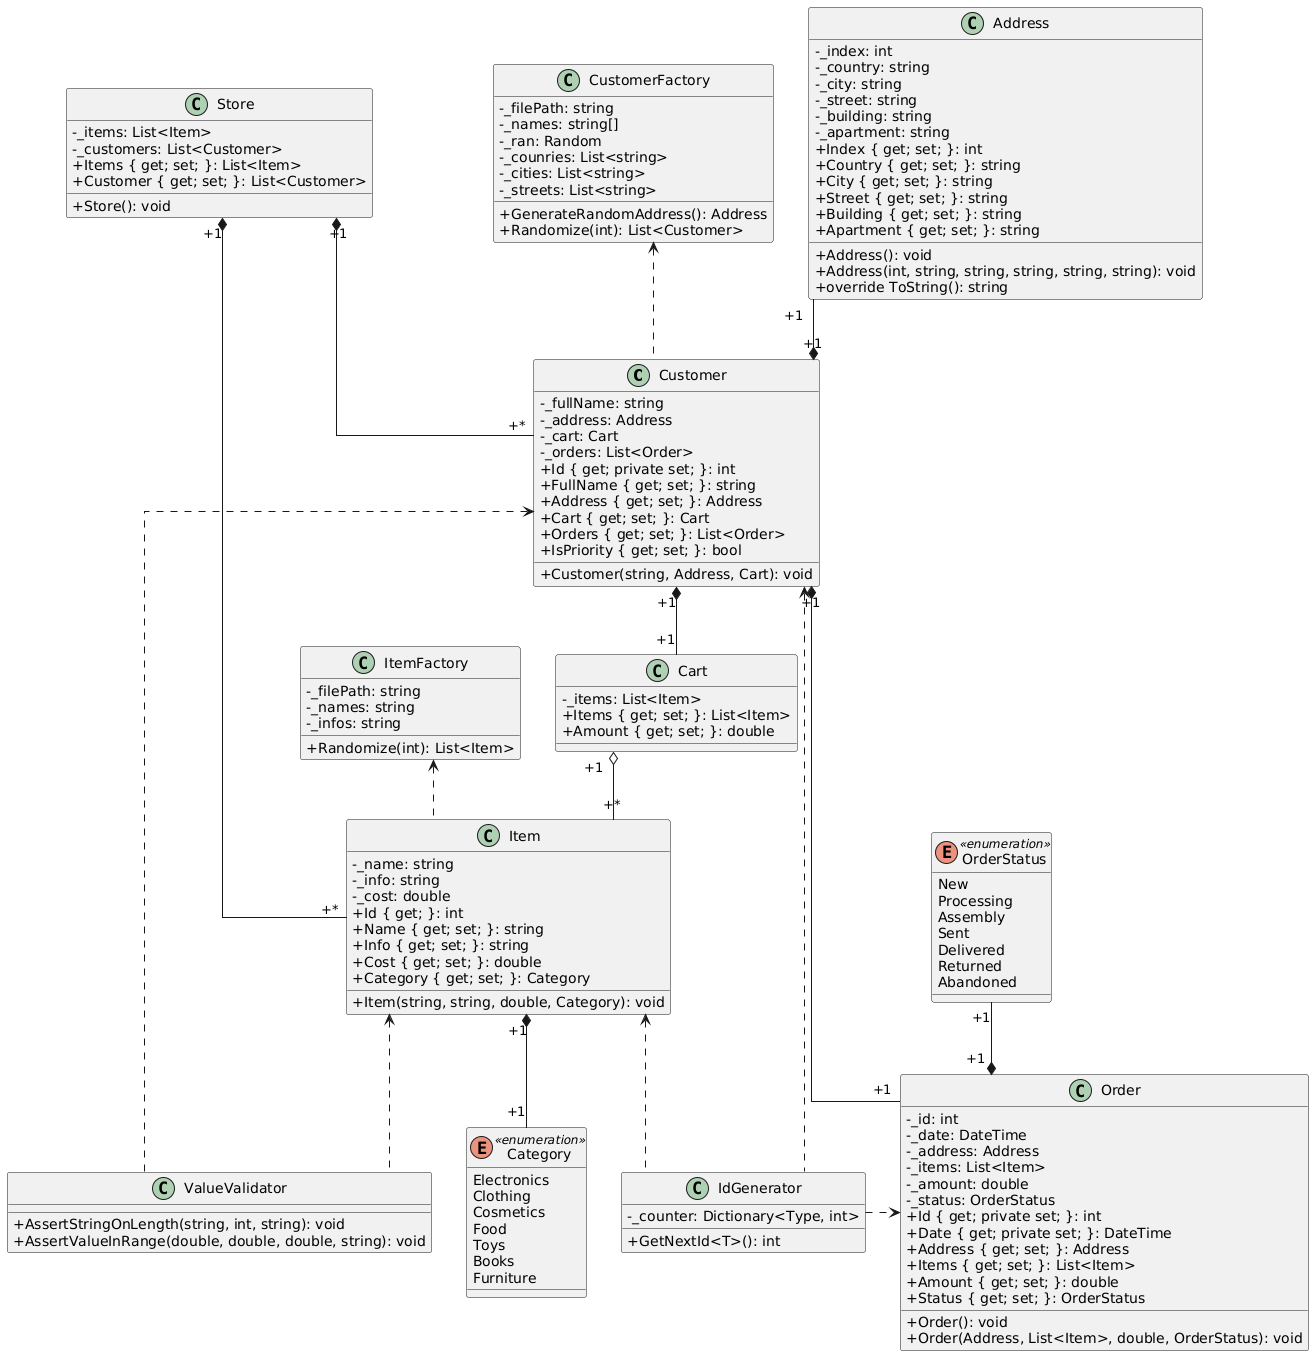 C Address
-_index: int
-_country: string
-_city: string
-_street: string
-_building: string
-_apartment: string
+Index { get; set; }: int
+Country { get; set; }: string
+City { get; set; }: string
+Street { get; set; }: string
+Building { get; set; }: string
+Apartment { get; set; }: string
+Address(): void
+Address(int, string, string, string, string, string): void
+override ToString(): string
C CustomerFactory
-_filePath: string
-_names: string[]
-_ran: Random
-_counries: List<string>
-_cities: List<string>
-_streets: List<string>
+GenerateRandomAddress(): Address
+Randomize(int): List<Customer>
C Store
-_items: List<Item>
-_customers: List<Customer>
+Items { get; set; }: List<Item>
+Customer { get; set; }: List<Customer>
+Store(): void
+1
+1
+1
+1
+*
C Customer
-_fullName: string
-_address: Address
-_cart: Cart
-_orders: List<Order>
+Id { get; private set; }: int
+FullName { get; set; }: string
+Address { get; set; }: Address
+Cart { get; set; }: Cart
+Orders { get; set; }: List<Order>
+IsPriority { get; set; }: bool
+Customer(string, Address, Cart): void
+1
+1
+1
C ItemFactory
-_filePath: string
-_names: string
-_infos: string
+Randomize(int): List<Item>
C Cart
-_items: List<Item>
+Items { get; set; }: List<Item>
+Amount { get; set; }: double
+1
+*
+*
C Item
-_name: string
-_info: string
-_cost: double
+Id { get; }: int
+Name { get; set; }: string
+Info { get; set; }: string
+Cost { get; set; }: double
+Category { get; set; }: Category
+Item(string, string, double, Category): void
E «enumeration»
OrderStatus
New
Processing
Assembly
Sent
Delivered
Returned
Abandoned
+1
+1
+1
+1
+1
C ValueValidator
+AssertStringOnLength(string, int, string): void
+AssertValueInRange(double, double, double, string): void
E «enumeration»
Category
Electronics
Clothing
Cosmetics
Food
Toys
Books
Furniture
C IdGenerator
-_counter: Dictionary<Type, int>
+GetNextId<T>(): int
C Order
-_id: int
-_date: DateTime
-_address: Address
-_items: List<Item>
-_amount: double
-_status: OrderStatus
+Id { get; private set; }: int
+Date { get; private set; }: DateTime
+Address { get; set; }: Address
+Items { get; set; }: List<Item>
+Amount { get; set; }: double
+Status { get; set; }: OrderStatus
+Order(): void
+Order(Address, List<Item>, double, OrderStatus): void